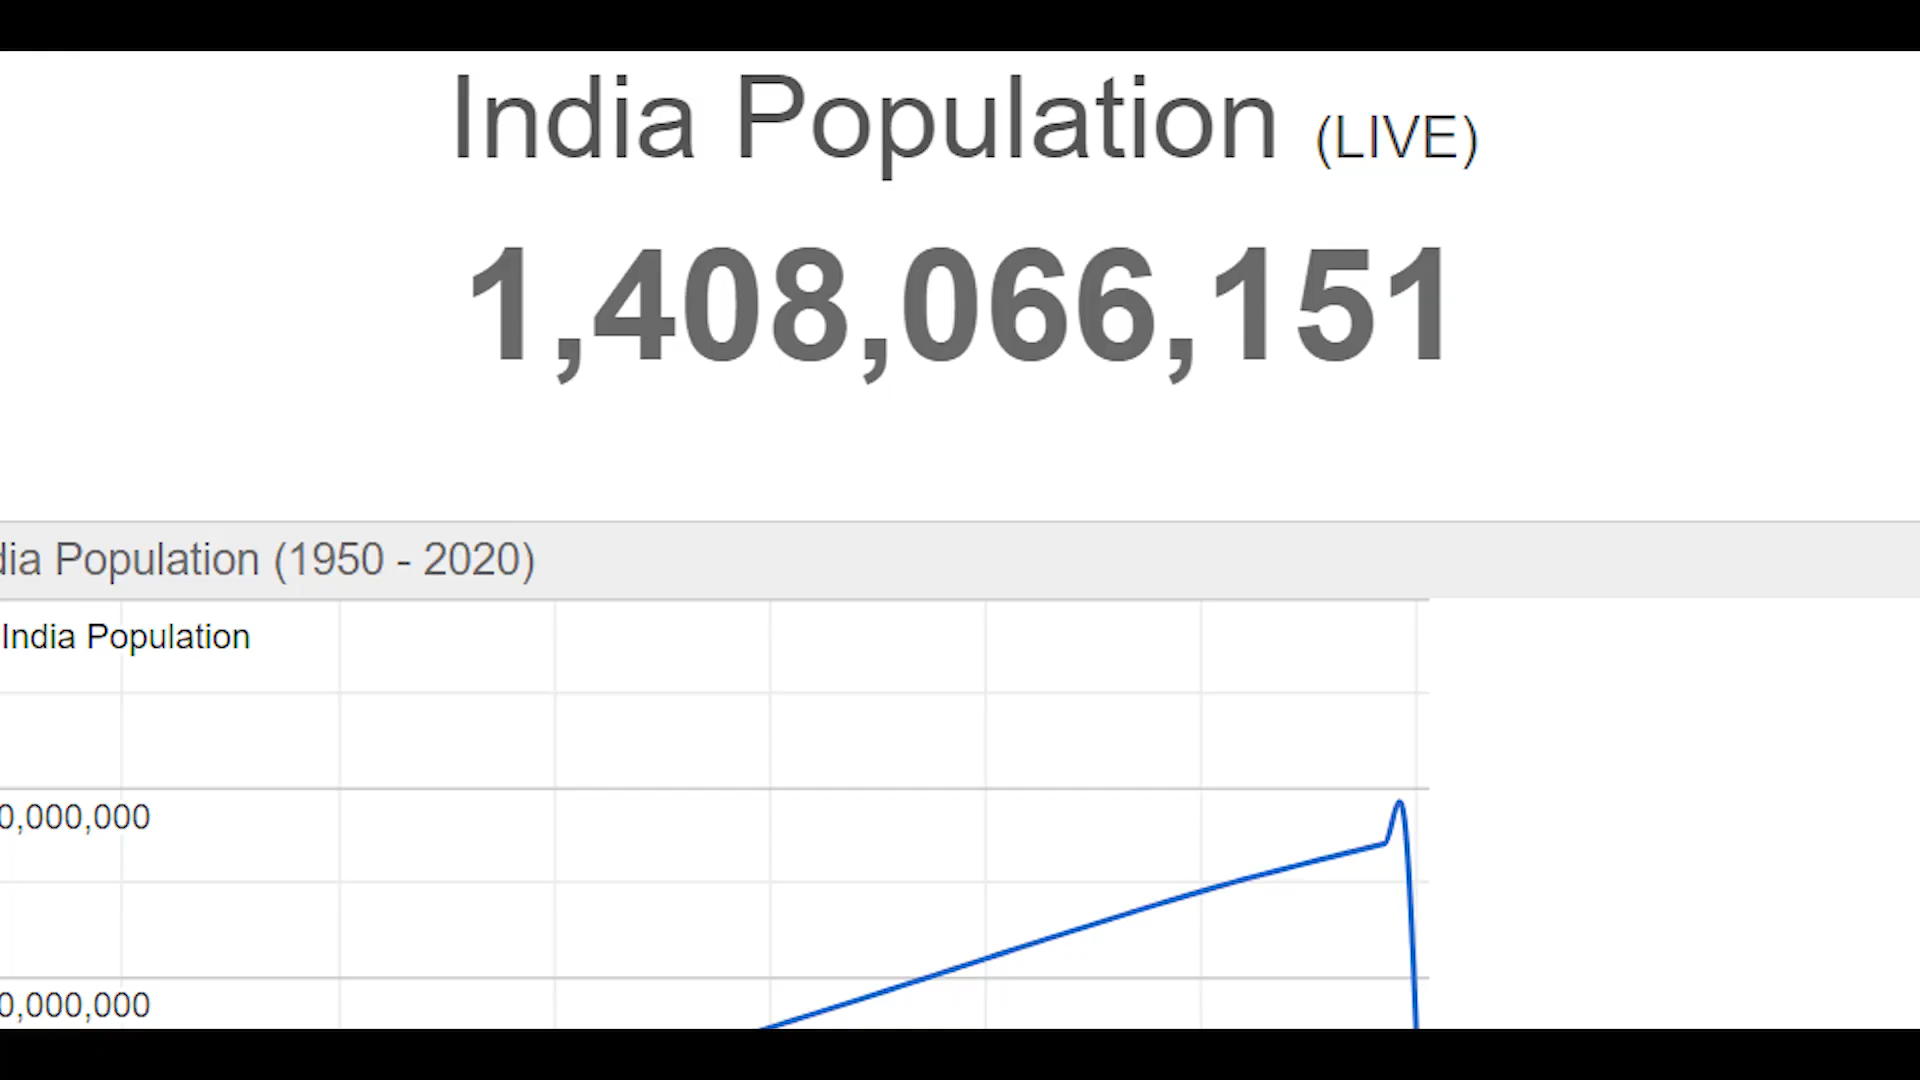 India Population (LIVE)
1,408,066,151
dia Population (1950 - 2020)
India Population
0,000,000
0,000,000